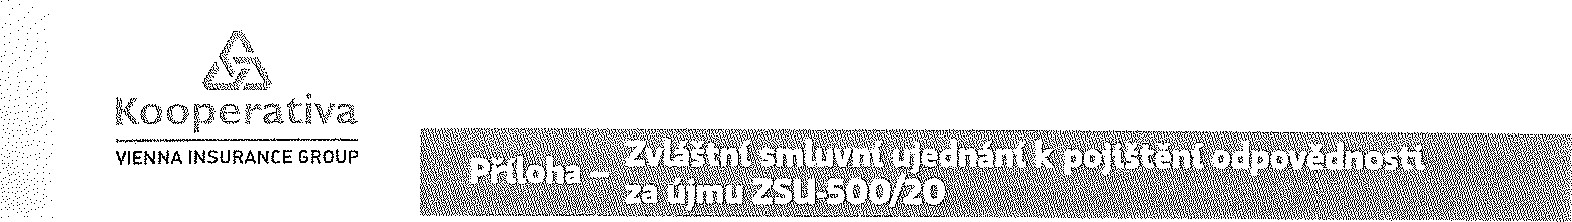 Kooperativa
VIENNA INSURANCE GROUP
Příloha – Zvláštní smluvní ujednání k pojištění odpovědnosti
za újmu ZSU-500/20